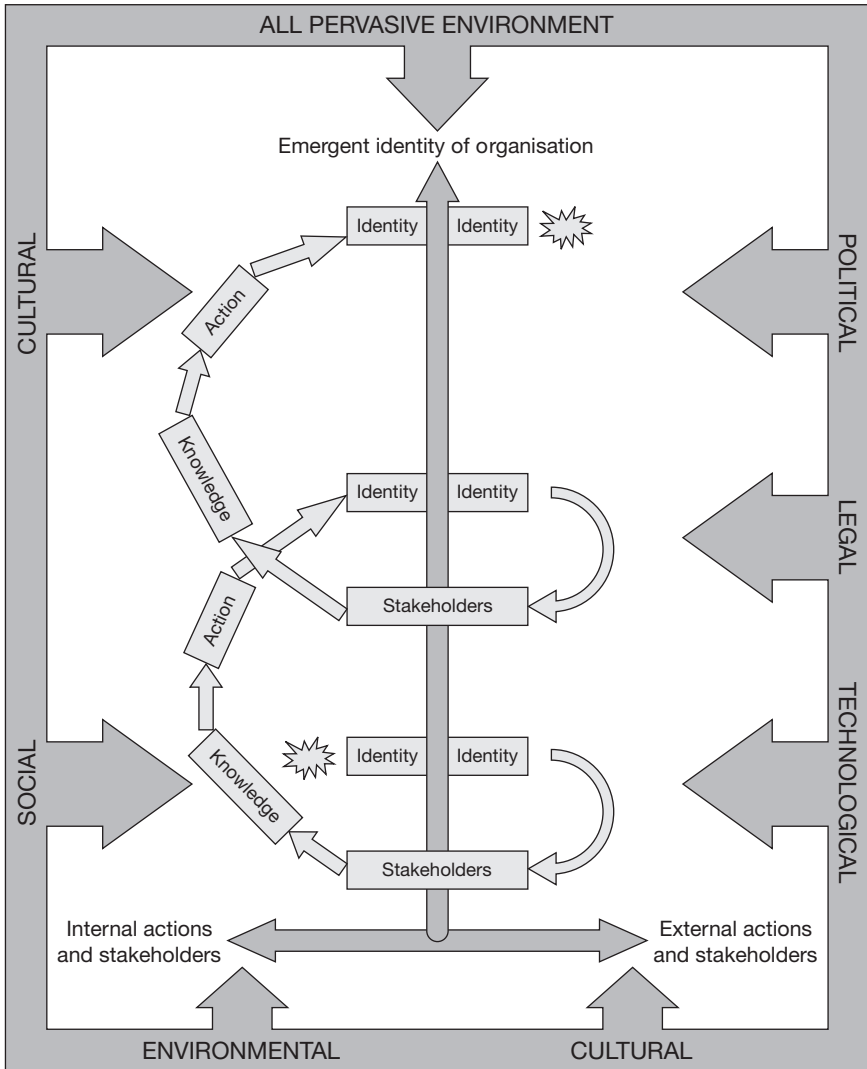 ALL PERVASIVE ENVIRONMENT
Emergent identity of organisation
Identity Identity
CULTURAL
POLITICAL
Action
Knowledge
Identity Identity
LEGAL
Stakeholders
Action
SOCIAL
TECHNOLOGICAL
Identity Identity
Knowledge
Stakeholders
Internal actions
and stakeholders
External actions
and stakeholders
ENVIRONMENTAL
CULTURAL